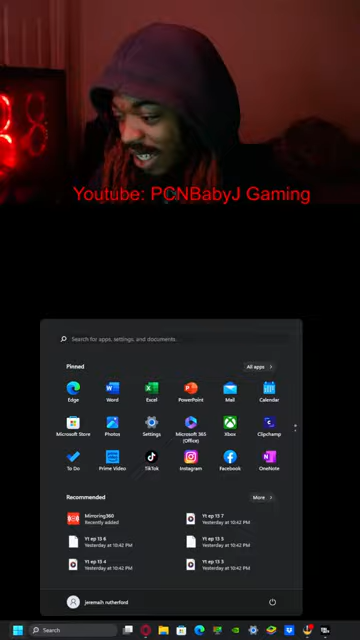 Youtube: PCNBabyJ Gaming
Search for apps, settings, and documents.
Pinned
All apps
Edge
Word
Excel
PowerPoint
Mail
Calendar
Microsoft Store
Photos
Settings
Microsoft 365
(Office)
Xbox
Clipchamp
To Do
Prime Video
TikTok
Instagram
Facebook
OneNote
Recommended
More
Mirroring360
Recently added
Yt ep 13 7
Yesterday at 10:42 PM
Yt ep 13 6
Yesterday at 10:42 PM
Yt ep 13 5
Yesterday at 10:42 PM
Yt ep 13 4
Yesterday at 10:42 PM
Yt ep 13 3
Yesterday at 10:42 PM
jeremaih rutherford
Search